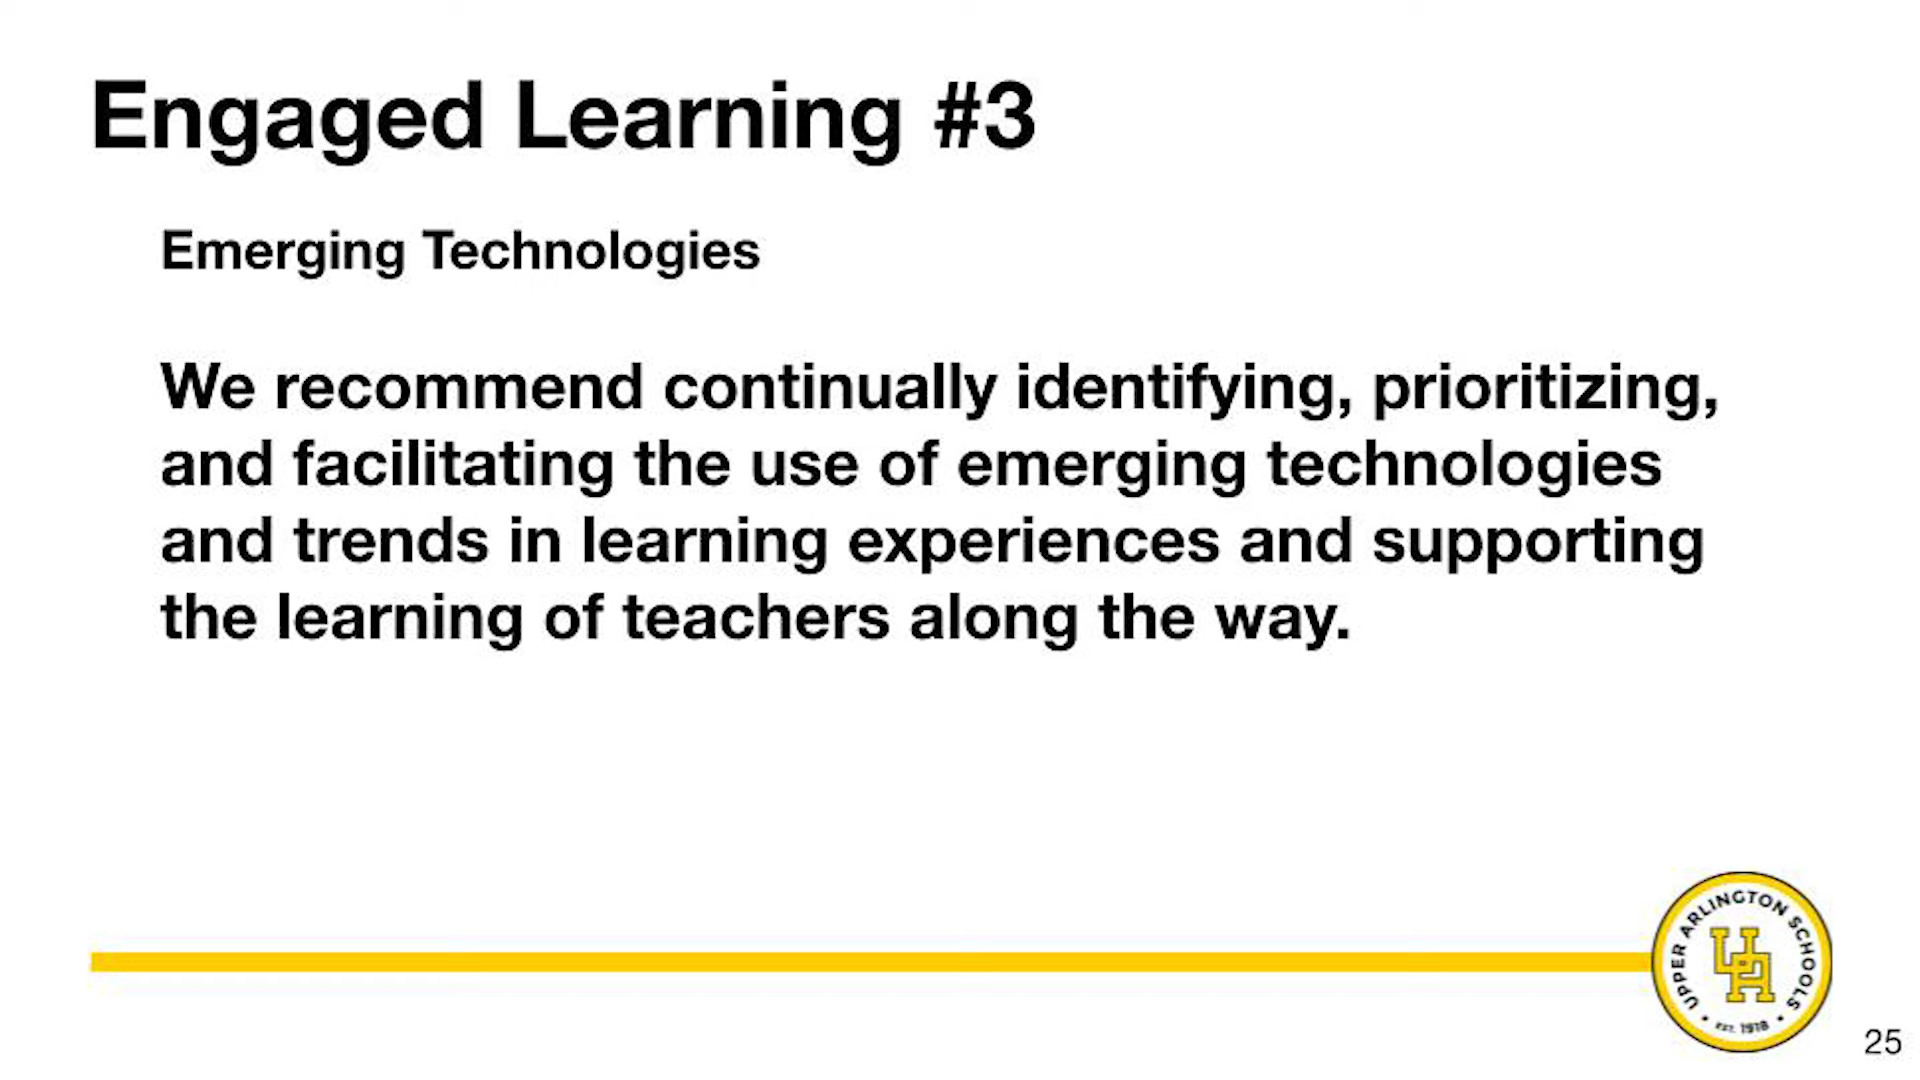 Engaged Learning #3
Emerging Technologies
We recommend continually identifying, prioritizing,
and facilitating the use of emerging technologies
and trends in learning experiences and supporting
the learning of teachers along the way.
UPPER ARLINGTON SCHOOLS
UA
• EST. 1918 •
25